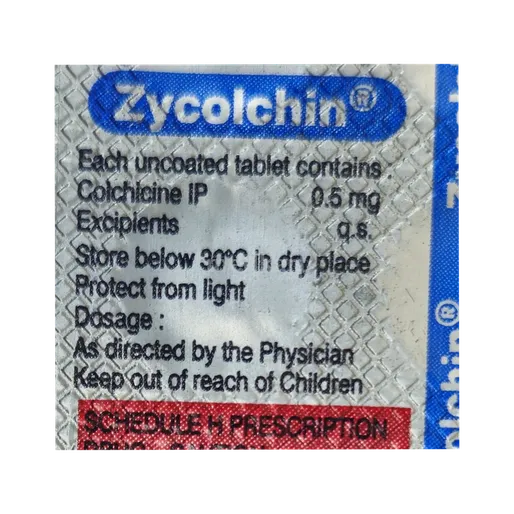 Zycolchin®
Each uncoated tablet contains :
Colchicine IP 0.5 mg
Excipients q.s.
Store below 30°C in dry place
Protect from light
Dosage :
As directed by the Physician
Keep out of reach of Children
SCHEDULE H PRESCRIPTION